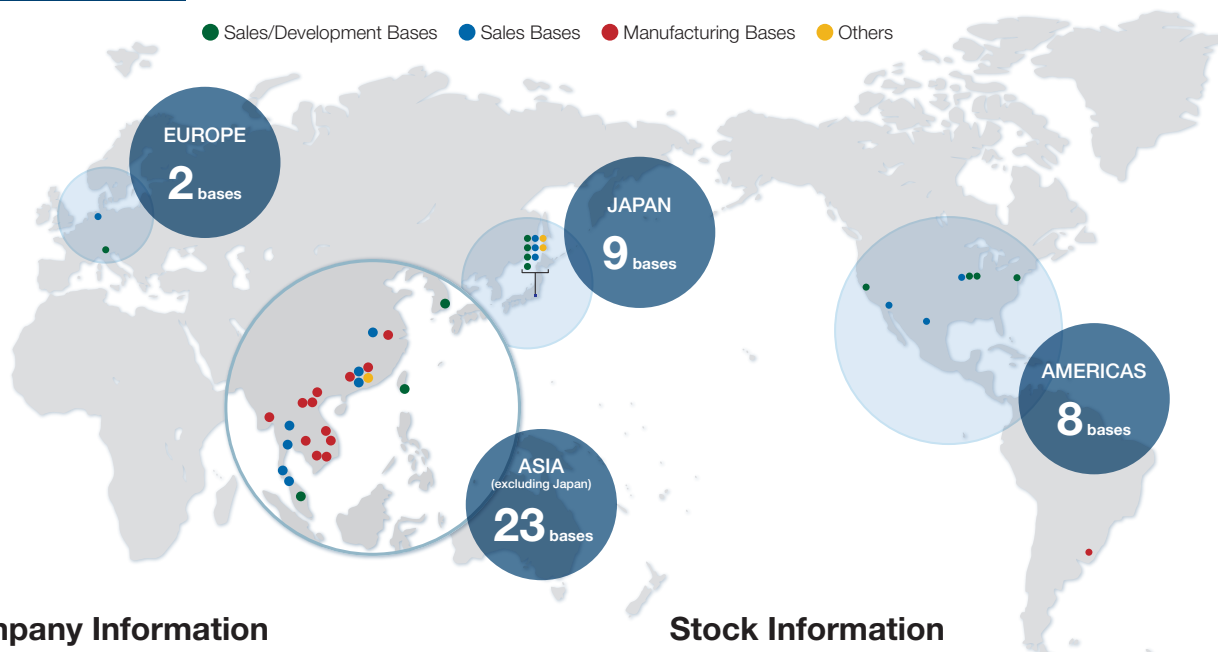 Sales/Development Bases Sales Bases Manufacturing Bases Others
EUROPE
2 bases
JAPAN
9 bases
AMERICAS
8 bases
ASIA
(excluding Japan)
23 bases
mpany Information
Stock Information